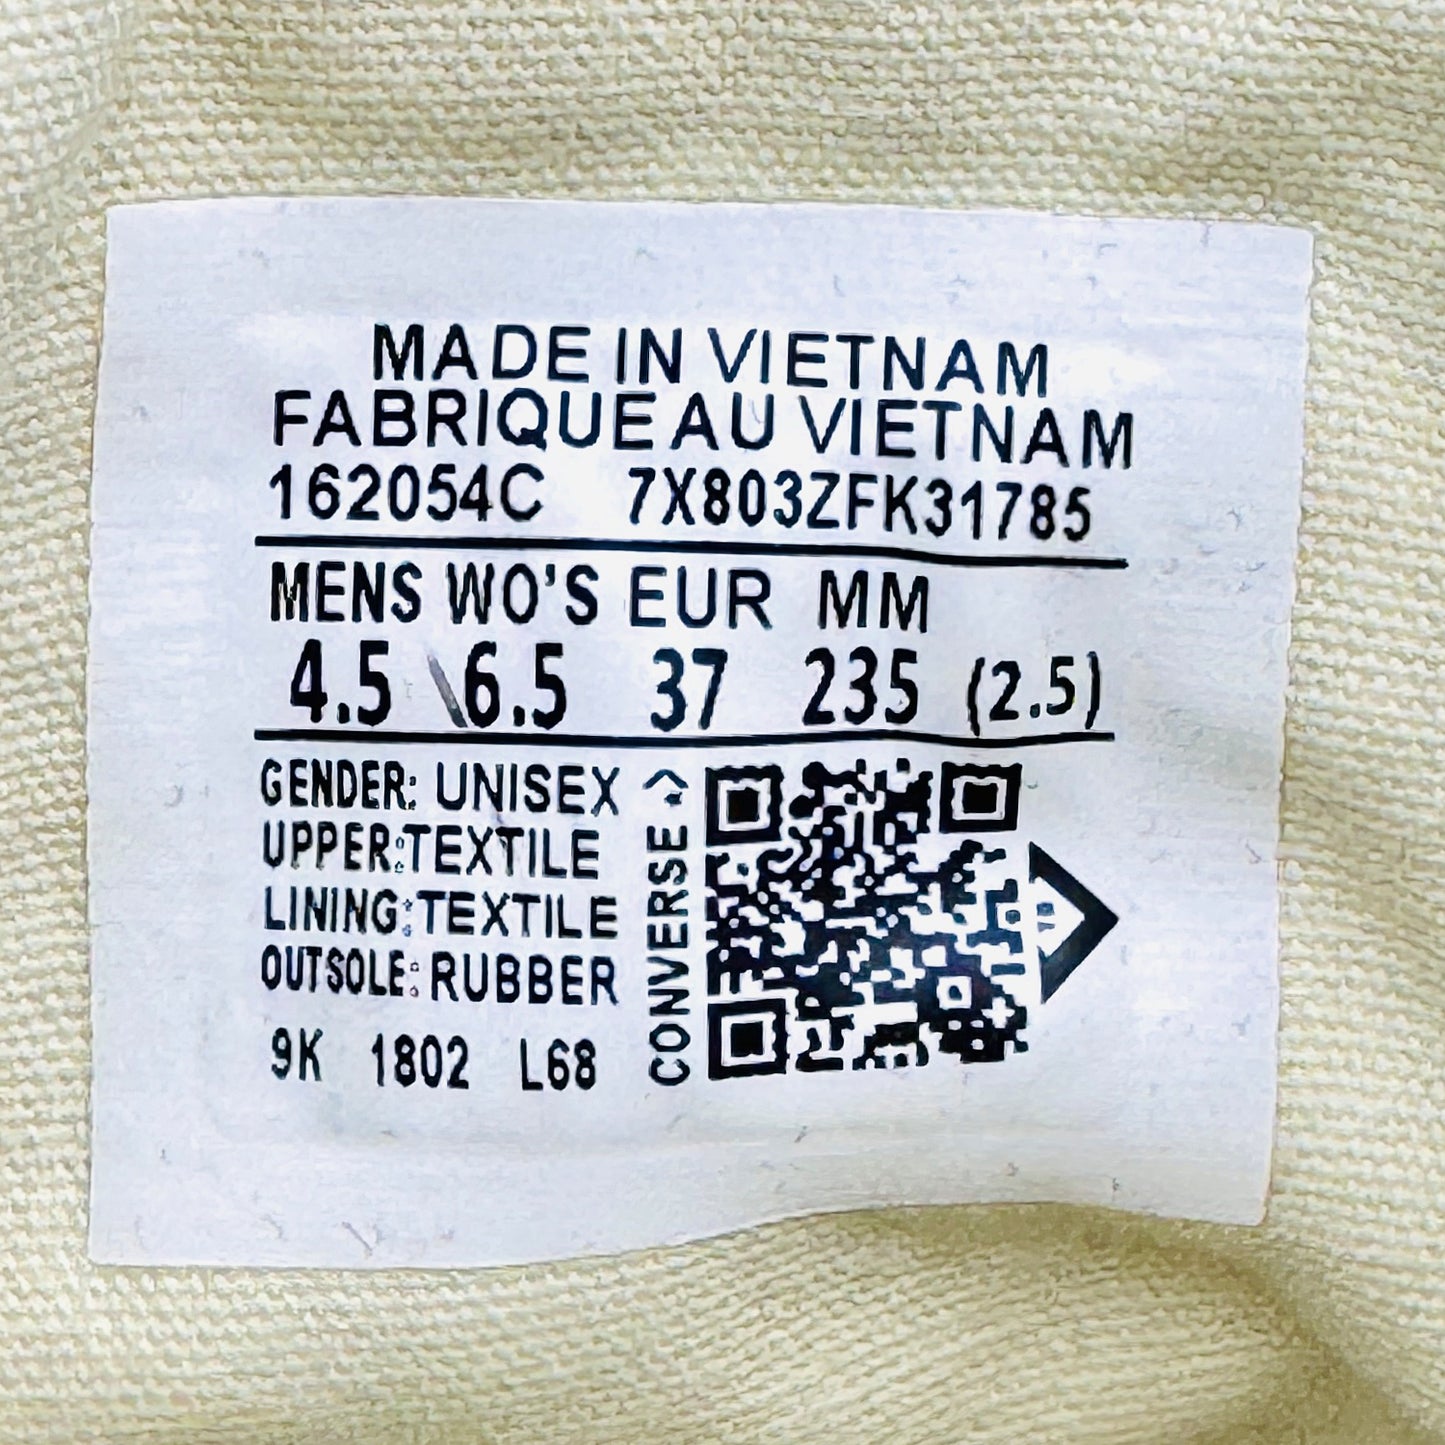 MADE IN VIETNAM
FABRIQUE AU VIETNAM
162054C 7X803ZFK31785
MENS WO'S EUR MM
4.5 \6.5 37 235 (2.5)
GENDER: UNISEX
UPPER:TEXTILE
LINING:TEXTILE
OUTSOLE: RUBBER
9K 1802 L68
CONVERSE